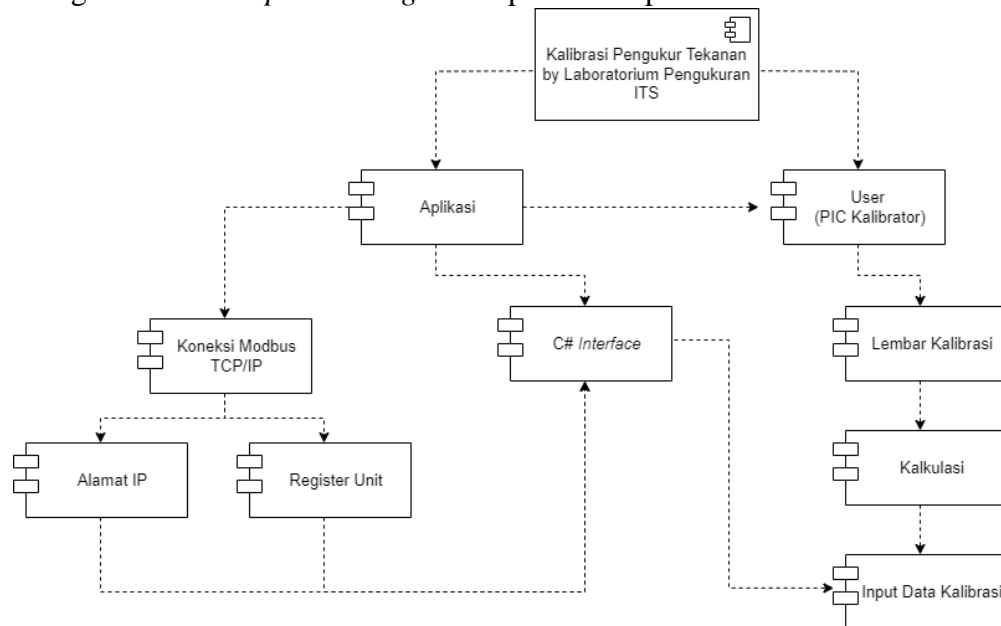 Kalibrasi Pengukur Tekanan
by Laboratorium Pengukuran
ITS
Aplikasi
User
(PIC Kalibrator)
Koneksi Modbus
TCP/IP
C# Interface
Lembar Kalibrasi
Alamat IP
Register Unit
Kalkulasi
Input Data Kalibrasi